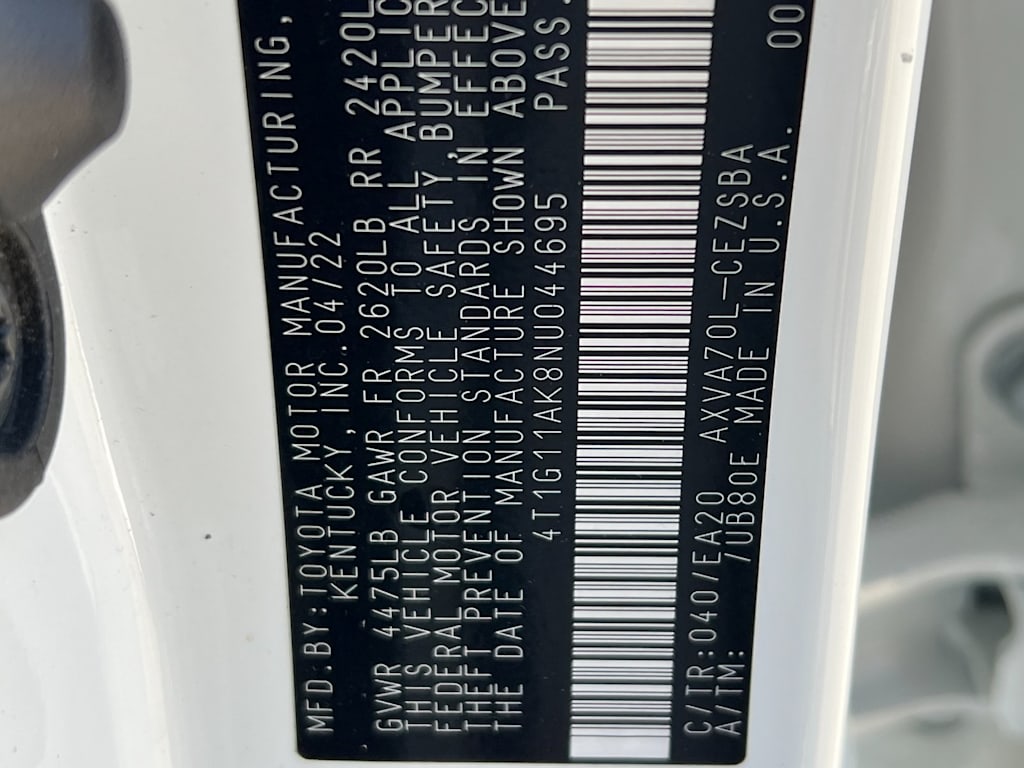 MFD.BY:TOYOTA MOTOR MANUFACTURING,
KENTUCKY, INC. 04/22
GVWR 4475LB GAWR FR 2620LB RR 2420L
THIS VEHICLE CONFORMS TO ALL APPLIC
FEDERAL MOTOR VEHICLE SAFETY,BUMPER
THEFT PREVENTION STANDARDS IN EFFEC
THE DATE OF MANUFACTURE SHOWN ABOVE
4T1G11AK8NU044695 PASS.
C/TR:040/EA20 AXVA70L-CEZSBA
A/TM: /UB80E MADE IN U.S.A. 00